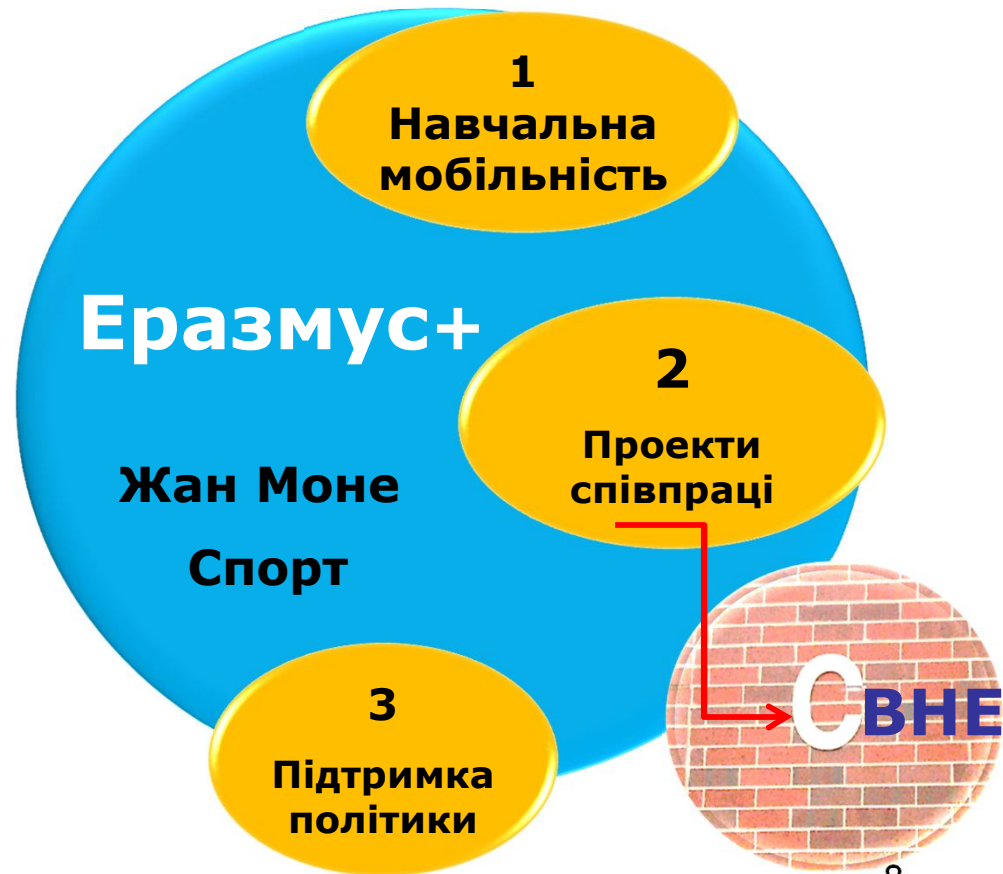 1
Навчальна
мобільність
Еразмус+
2
Проекти
співпраці
Жан Моне
Спорт
CBHE
3
Підтримка
політики